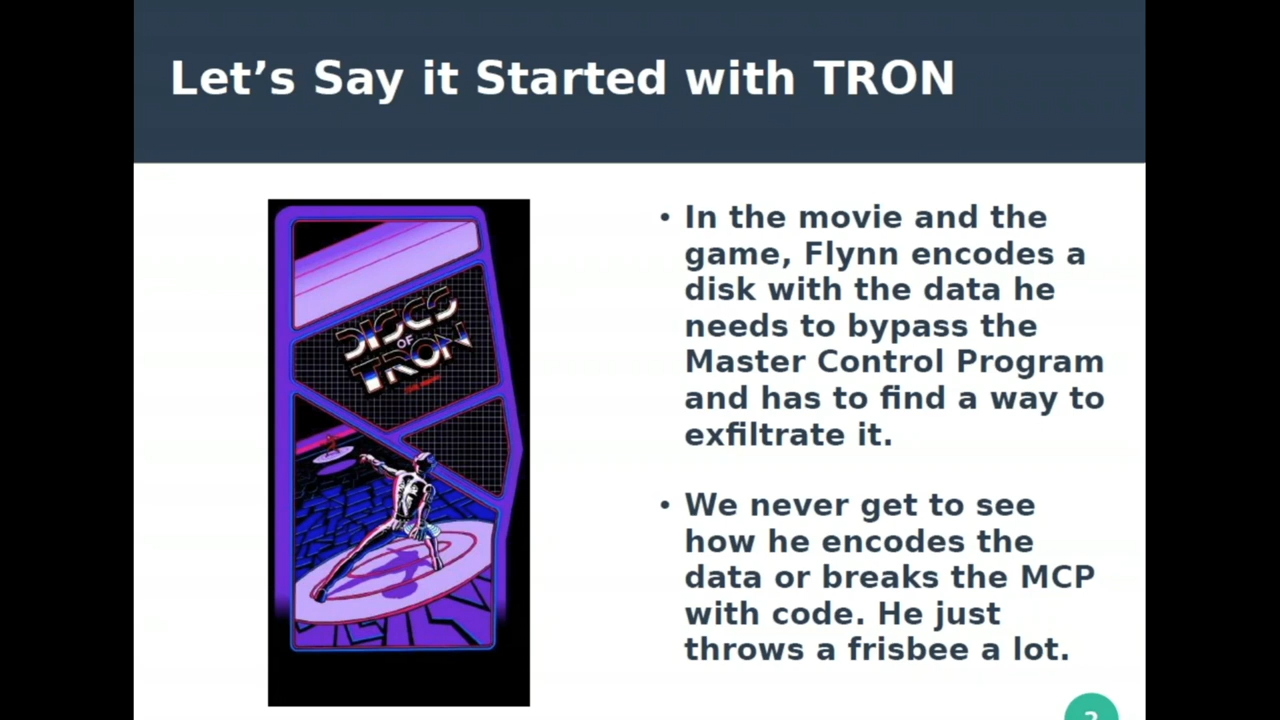 Let’s Say it Started with TRON
DISCS
OF
TRON
• In the movie and the
game, Flynn encodes a
disk with the data he
needs to bypass the
Master Control Program
and has to find a way to
exfiltrate it.
• We never get to see
how he encodes the
data or breaks the MCP
with code. He just
throws a frisbee a lot.